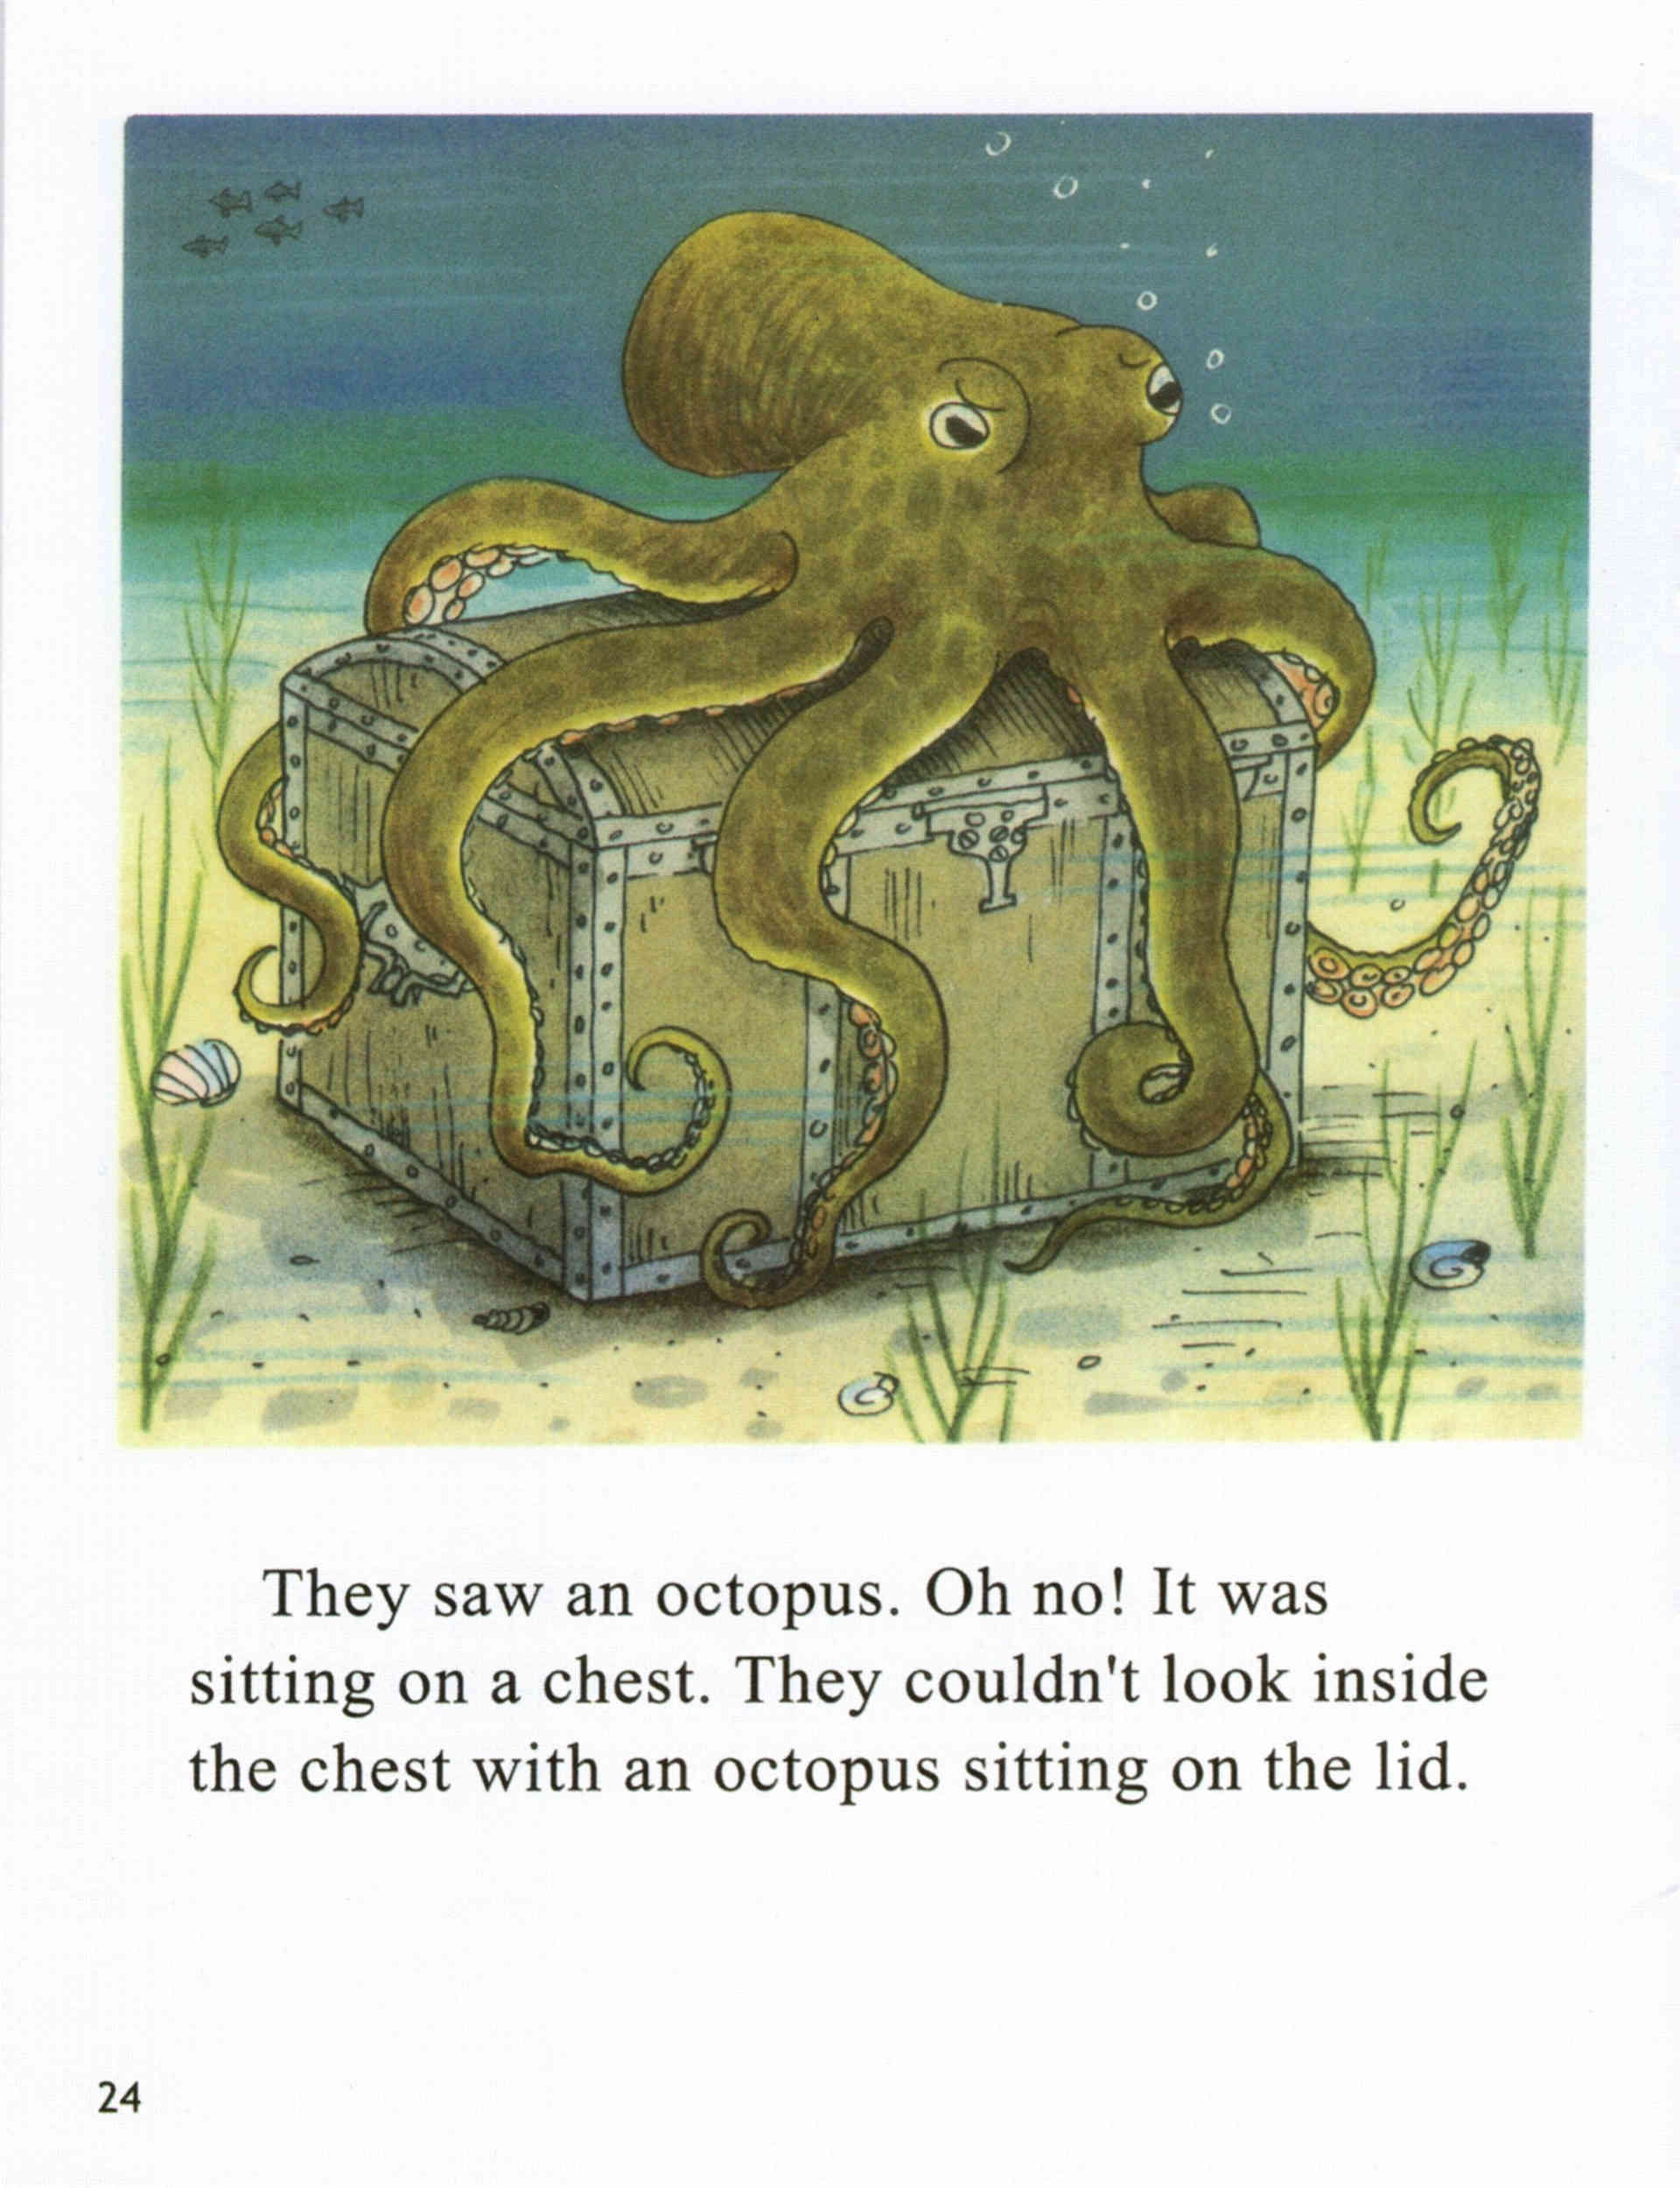 They saw an octopus. Oh no! It was
sitting on a chest. They couldn't look inside
the chest with an octopus sitting on the lid.
24